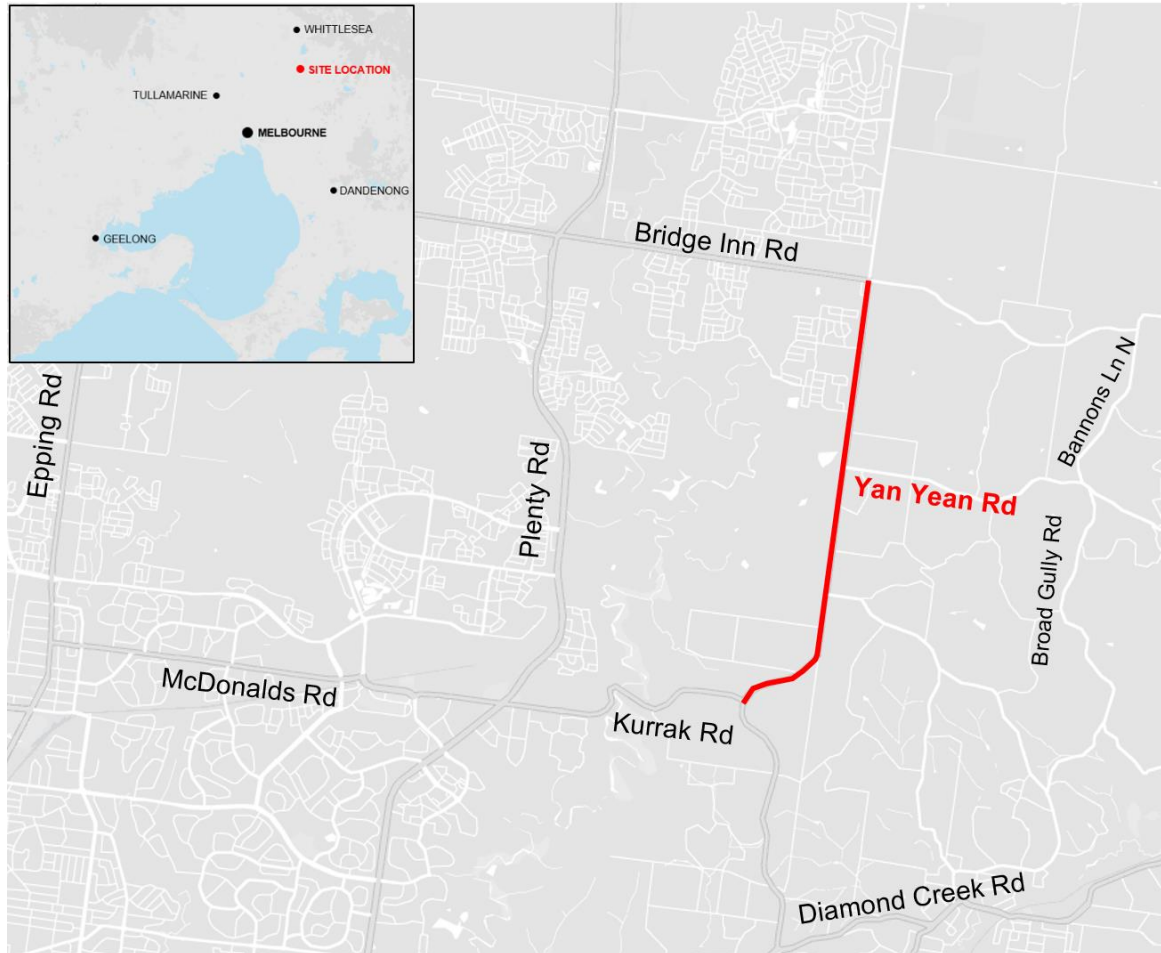 WHITTLESEA
SITE LOCATION
TULLAMARINE
MELBOURNE
DANDENONG
GEELONG
Bridge Inn Rd
Epping Rd
Plenty Rd
Bannons Ln N
Yan Yean Rd
Broad Gully Rd
McDonalds Rd
Kurrak Rd
Diamond Creek Rd